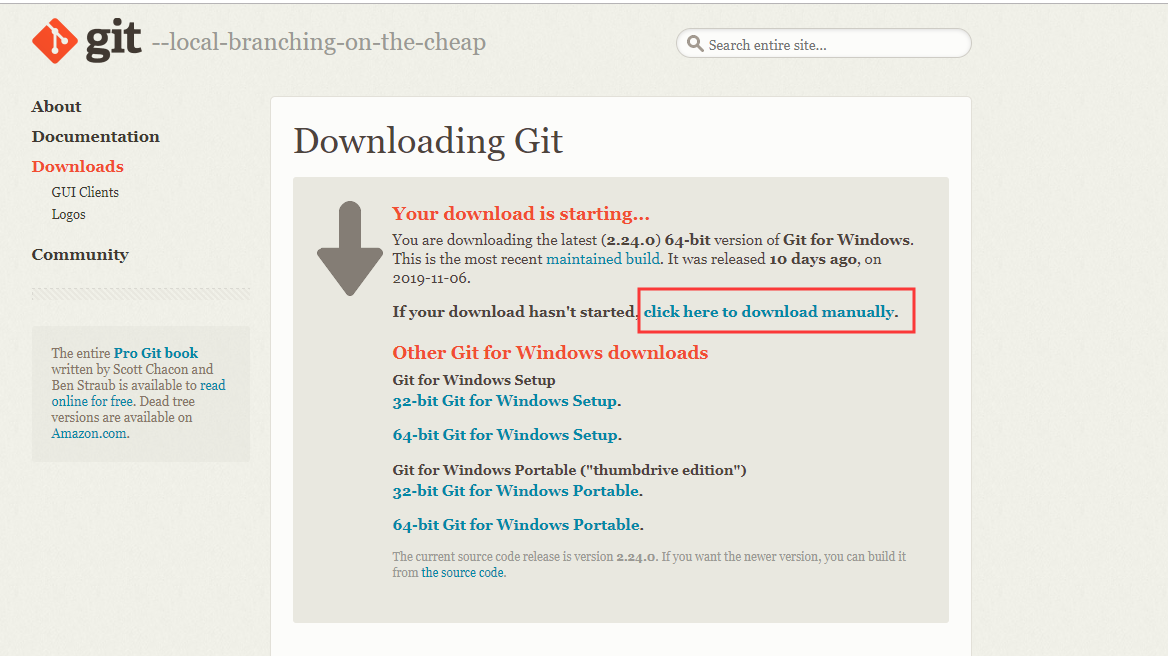 git --local-branching-on-the-cheap
Search entire site...
About
Documentation
Downloads
GUI Clients
Logos
Community
The entire Pro Git book
written by Scott Chacon and
Ben Straub is available to read
online for free. Dead tree
versions are available on
Amazon.com.
Downloading Git
Your download is starting...
You are downloading the latest (2.24.0) 64-bit version of Git for Windows.
This is the most recent maintained build. It was released 10 days ago, on
2019-11-06.
If your download hasn't started, click here to download manually.
Other Git for Windows downloads
Git for Windows Setup
32-bit Git for Windows Setup.
64-bit Git for Windows Setup.
Git for Windows Portable ("thumbdrive edition")
32-bit Git for Windows Portable.
64-bit Git for Windows Portable.
The current source code release is version 2.24.0. If you want the newer version, you can build it
from the source code.